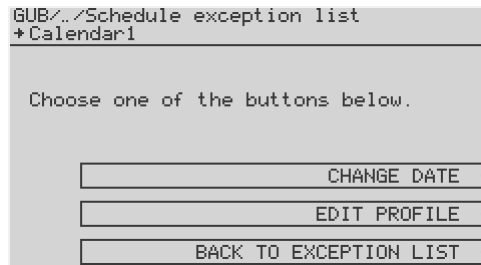 GUB/../Schedule exception list
→Calendar1
Choose one of the buttons below.
CHANGE DATE
EDIT PROFILE
BACK TO EXCEPTION LIST